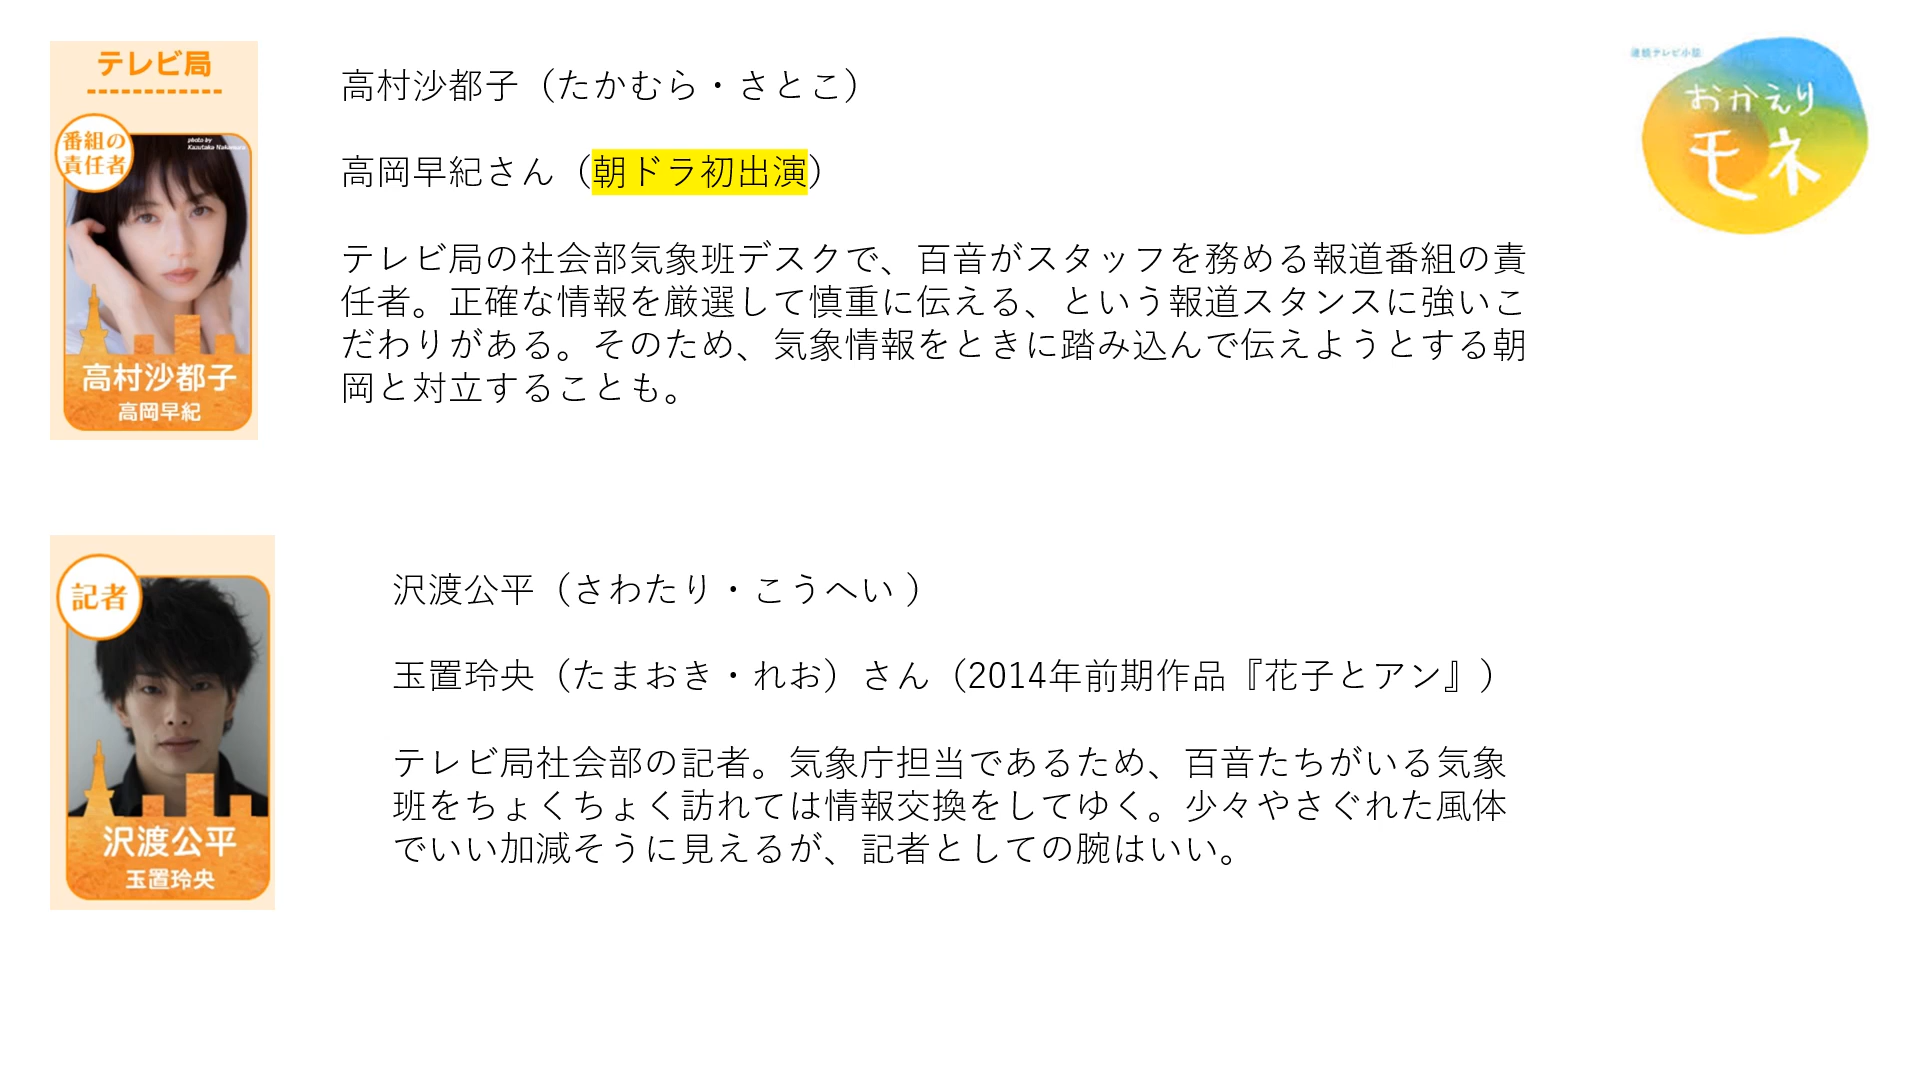 テレビ局
番組の
責任者
photo by
Kazutaka Nakamura
高村沙都子
高岡早紀
高村沙都子（たかむら・さとこ）
高岡早紀さん（朝ドラ初出演）
テレビ局の社会部気象班デスクで、百音がスタッフを務める報道番組の責
任者。正確な情報を厳選して慎重に伝える、という報道スタンスに強いこ
だわりがある。そのため、気象情報をときに踏み込んで伝えようとする朝
岡と対立することも。
連続テレビ小説
おかえり
モネ
記者
沢渡公平
玉置玲央
沢渡公平（さわたり・こうへい ）
玉置玲央（たまおき・れお）さん（2014年前期作品『花子とアン』）
テレビ局社会部の記者。気象庁担当であるため、百音たちがいる気象
班をちょくちょく訪れては情報交換をしてゆく。少々やさぐれた風体
でいい加減そうに見えるが、記者としての腕はいい。